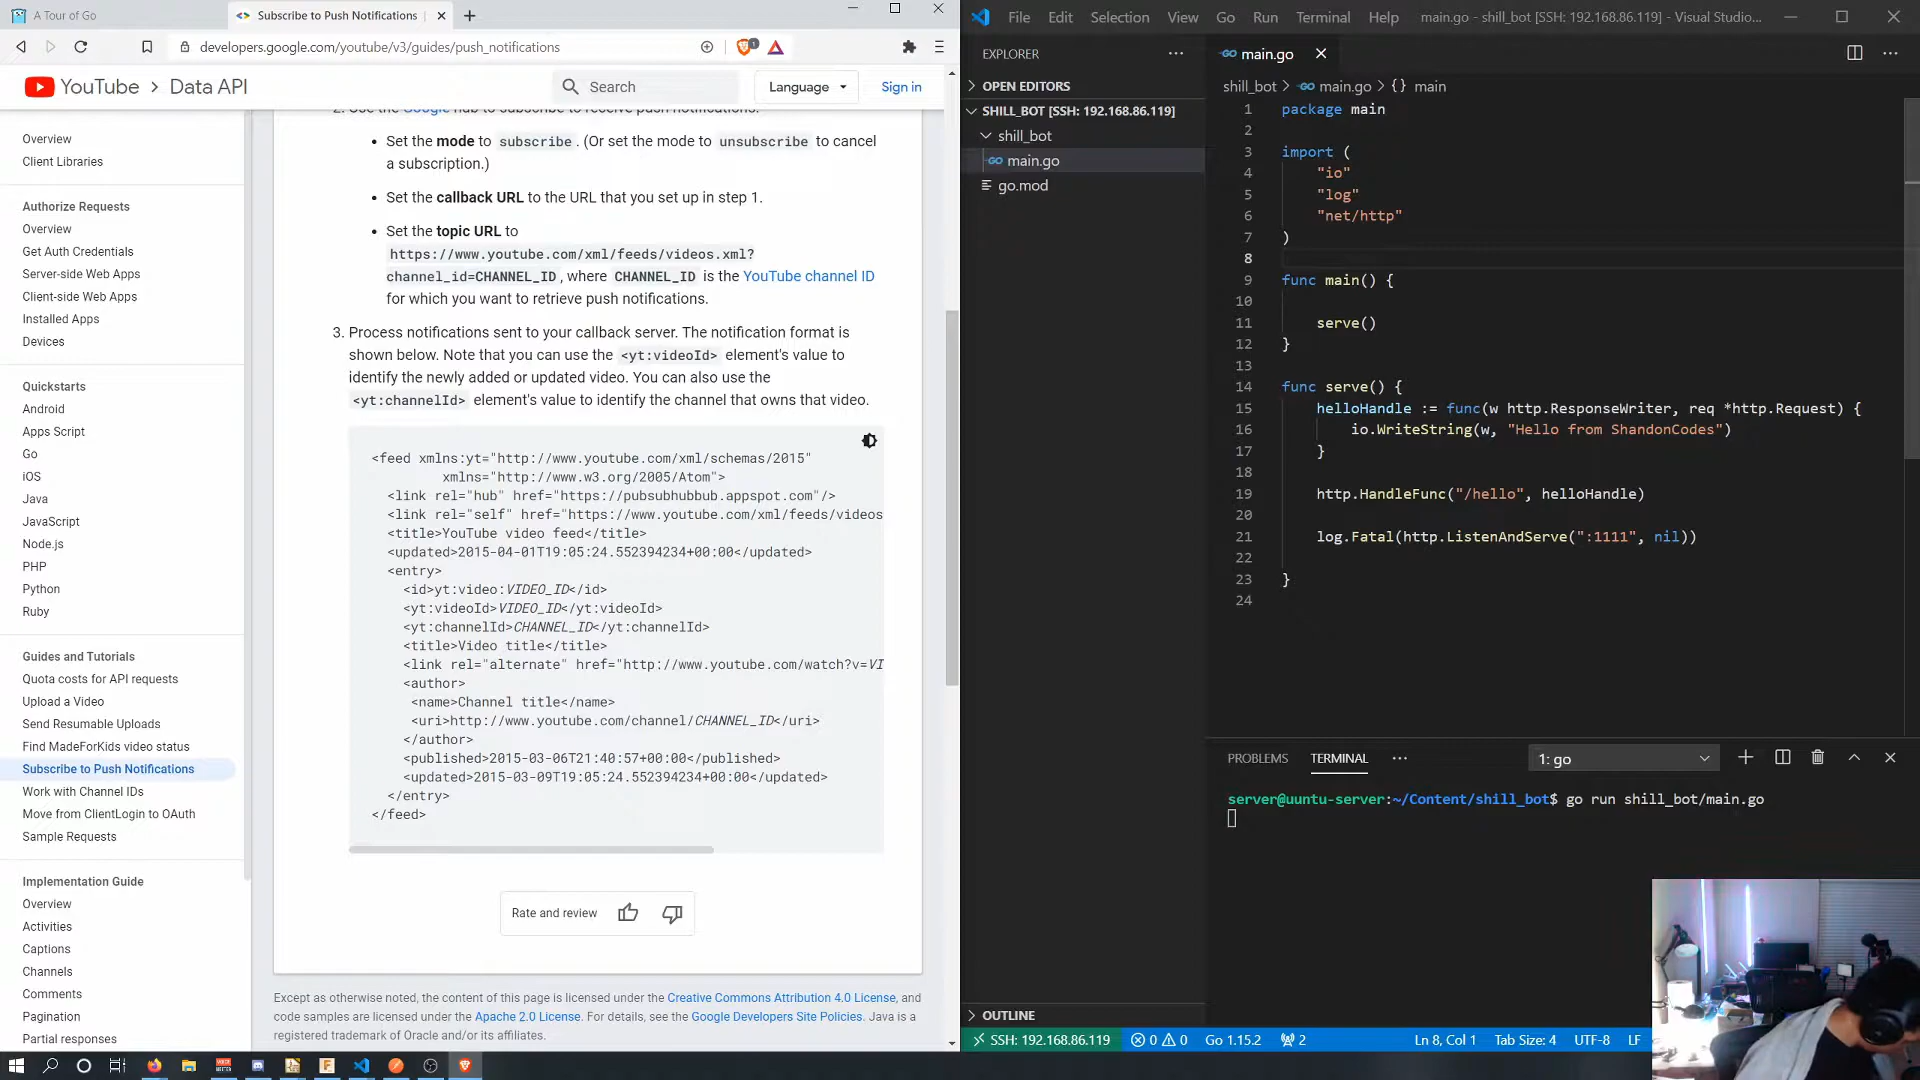 A Tour of Go
Subscribe to Push Notifications
developers.google.com/youtube/v3/guides/push_notifications
YouTube > Data API
Search
Language
Sign in
Overview
Client Libraries
Authorize Requests
Overview
Get Auth Credentials
Server-side Web Apps
Client-side Web Apps
Installed Apps
Devices
Quickstarts
Android
Apps Script
Go
iOS
Java
JavaScript
Node.js
PHP
Python
Ruby
Guides and Tutorials
Quota costs for API requests
Upload a Video
Send Resumable Uploads
Find MadeForKids video status
Subscribe to Push Notifications
Work with Channel IDs
Move from ClientLogin to OAuth
Sample Requests
Implementation Guide
Overview
Activities
Captions
Channels
Comments
Pagination
Partial responses
2. Use the Google hub to subscribe to receive push notifications:
• Set the mode to subscribe. (Or set the mode to unsubscribe to cancel
a subscription.)
• Set the callback URL to the URL that you set up in step 1.
• Set the topic URL to
https://www.youtube.com/xml/feeds/videos.xml?
channel_id=CHANNEL_ID, where CHANNEL_ID is the YouTube channel ID
for which you want to retrieve push notifications.
3. Process notifications sent to your callback server. The notification format is
shown below. Note that you can use the <yt:videoId> element's value to
identify the newly added or updated video. You can also use the
<yt:channelId> element's value to identify the channel that owns that video.
<feed xmlns:yt="http://www.youtube.com/xml/schemas/2015"
xmlns="http://www.w3.org/2005/Atom">
<link rel="hub" href="https://pubsubhubbub.appspot.com"/>
<link rel="self" href="https://www.youtube.com/xml/feeds/videos
<title>YouTube video feed</title>
<updated>2015-04-01T19:05:24.552394234+00:00</updated>
<entry>
<id>yt:video:VIDEO_ID</id>
<yt:videoId>VIDEO_ID</yt:videoId>
<yt:channelId>CHANNEL_ID</yt:channelId>
<title>Video title</title>
<link rel="alternate" href="http://www.youtube.com/watch?v=VI
<author>
<name>Channel title</name>
<uri>http://www.youtube.com/channel/CHANNEL_ID</uri>
</author>
<published>2015-03-06T21:40:57+00:00</published>
<updated>2015-03-09T19:05:24.552394234+00:00</updated>
</entry>
</feed>
Rate and review
Except as otherwise noted, the content of this page is licensed under the Creative Commons Attribution 4.0 License, and
code samples are licensed under the Apache 2.0 License. For details, see the Google Developers Site Policies. Java is a
registered trademark of Oracle and/or its affiliates.
File Edit Selection View Go Run Terminal Help main.go - shill_bot [SSH: 192.168.86.119] - Visual Studio...
EXPLORER
OPEN EDITORS
SHILL_BOT [SSH: 192.168.86.119]
shill_bot
main.go
go.mod
OUTLINE
main.go
shill_bot > main.go > {} main
1 package main
2
3 import (
4 "io"
5 "log"
6 "net/http"
7 )
8
9 func main() {
10
11 serve()
12 }
13
14 func serve() {
15 helloHandle := func(w http.ResponseWriter, req *http.Request) {
16 io.WriteString(w, "Hello from ShandonCodes")
17 }
18
19 http.HandleFunc("/hello", helloHandle)
20
21 log.Fatal(http.ListenAndServe(":1111", nil))
22
23 }
24
PROBLEMS TERMINAL ... 1: go
server@uuntu-server:~/Content/shill_bot$ go run shill_bot/main.go
SSH: 192.168.86.119 0 0 Go 1.15.2 2 Ln 8, Col 1 Tab Size: 4 UTF-8 LF